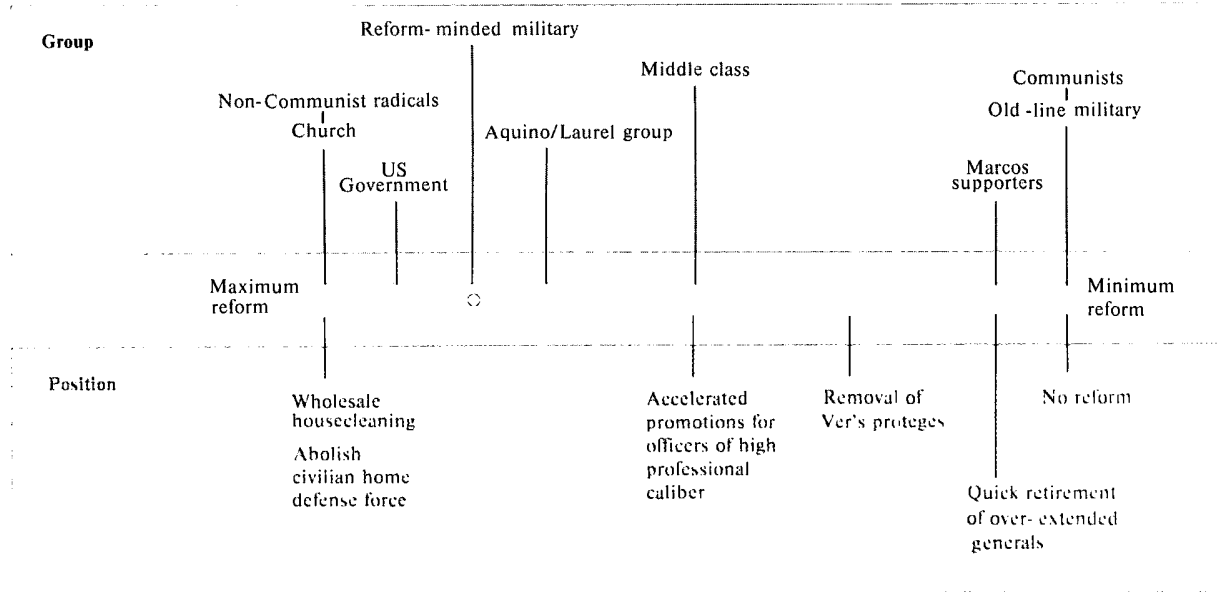 Group
Reform-minded military
Middle class
Communists
Old-line military
Non-Communist radicals
Church
Aquino/Laurel group
US
Government
Marcos
supporters
Maximum
reform
Minimum
reform
Position
Wholesale
housecleaning
Abolish
civilian home
defense force
Accelerated
promotions for
officers of high
professional
caliber
Removal of
Ver's proteges
No reform
Quick retirement
of over-extended
generals